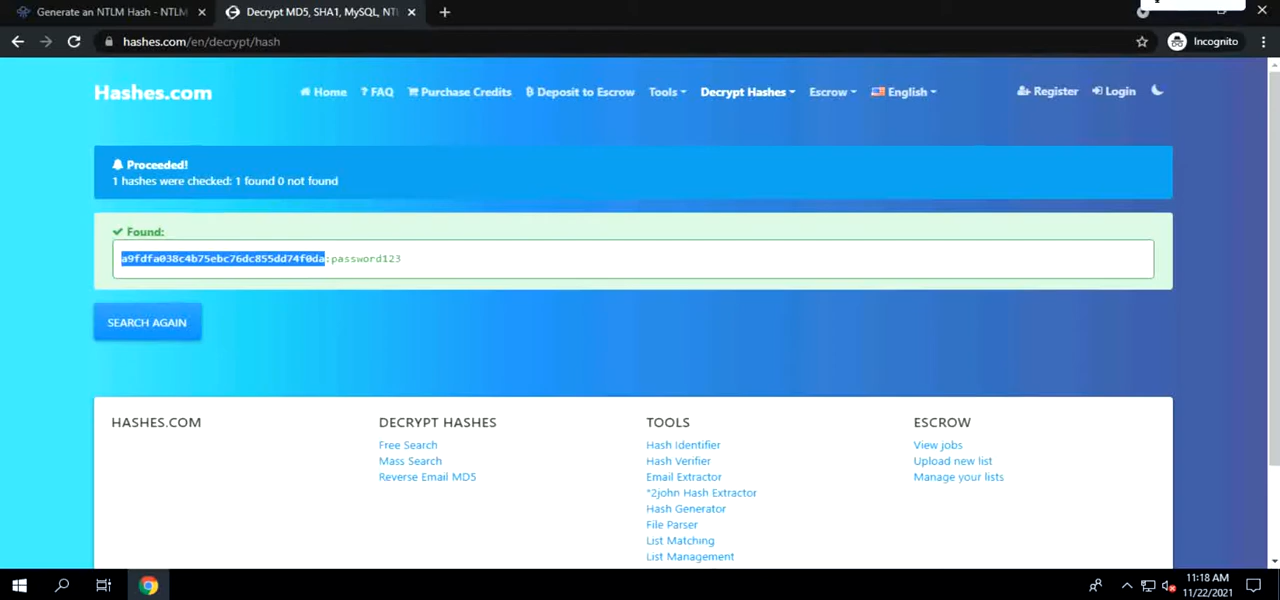 Generate an NTLM Hash - NTLM
Decrypt MD5, SHA1, MySQL, NTL
hashes.com/en/decrypt/hash
Incognito
Hashes.com
Home
? FAQ
Purchase Credits
Deposit to Escrow
Tools
Decrypt Hashes
Escrow
English
Register
Login
Proceeded!
1 hashes were checked: 1 found 0 not found
Found:
a9fdfa038c4b75ebc76dc855dd74f0da:password123
SEARCH AGAIN
HASHES.COM
DECRYPT HASHES
Free Search
Mass Search
Reverse Email MD5
TOOLS
Hash Identifier
Hash Verifier
Email Extractor
*2john Hash Extractor
Hash Generator
File Parser
List Matching
List Management
ESCROW
View jobs
Upload new list
Manage your lists
11:18 AM
11/22/2021